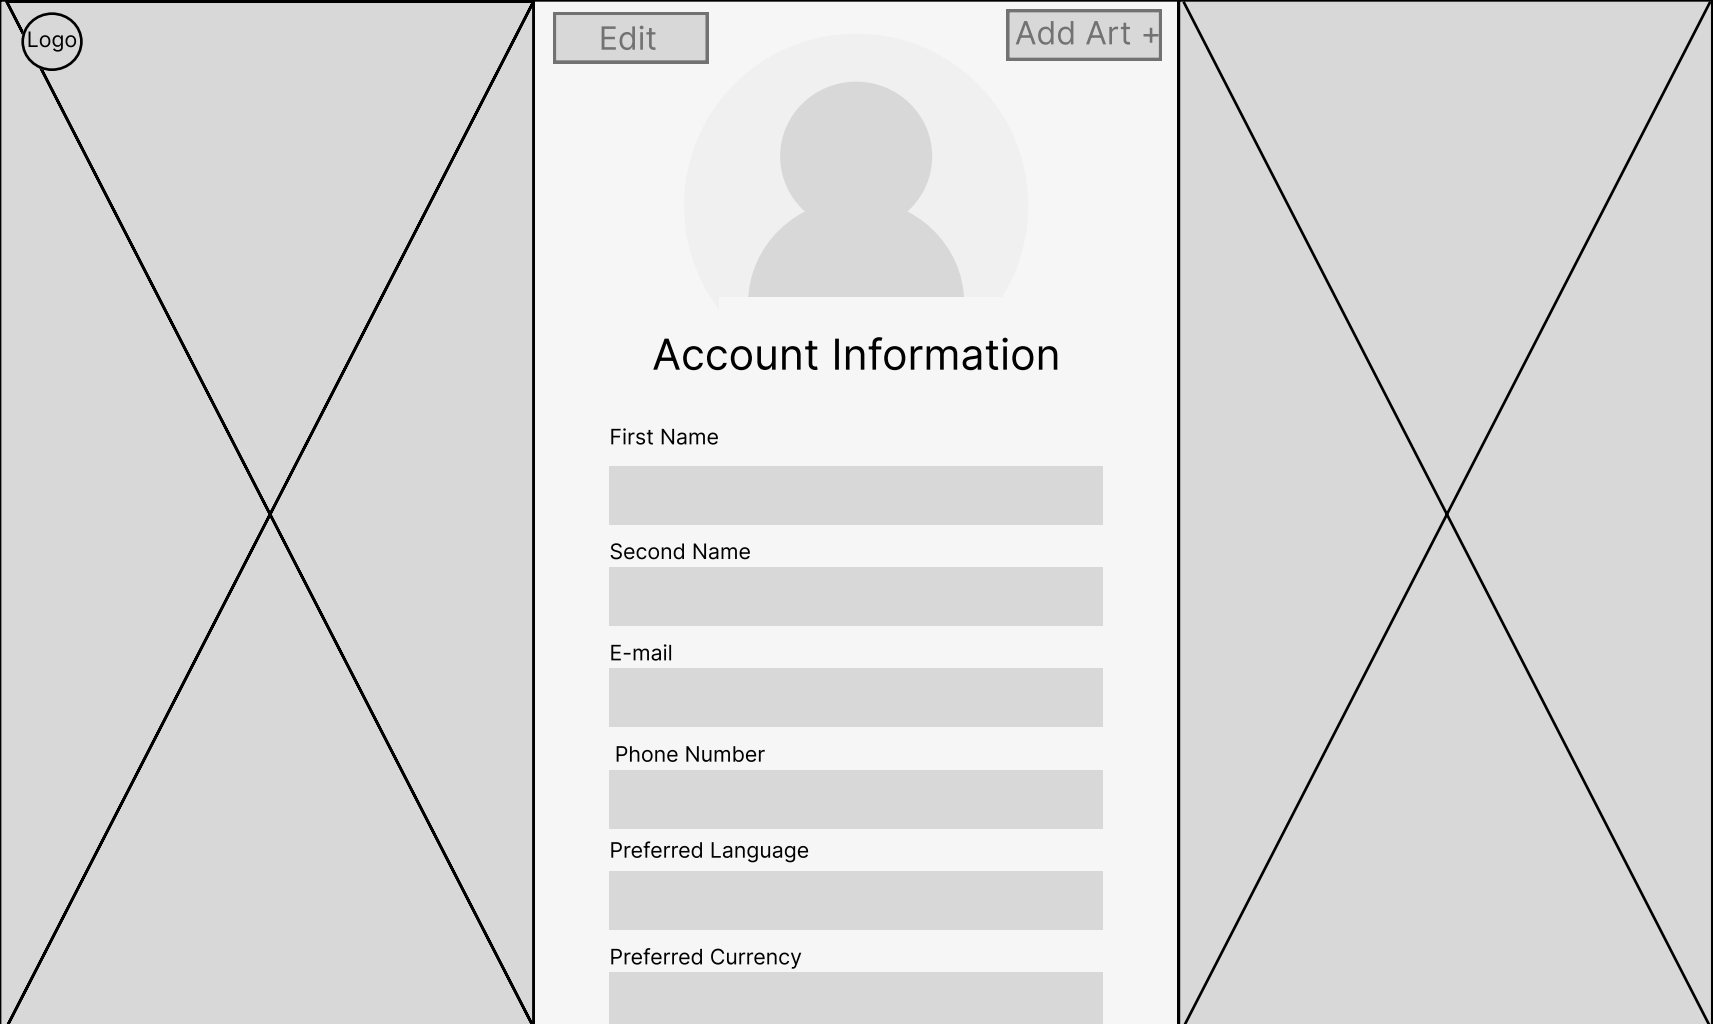 Logo
Edit
Add Art +
Account Information
First Name
Second Name
E-mail
Phone Number
Preferred Language
Preferred Currency